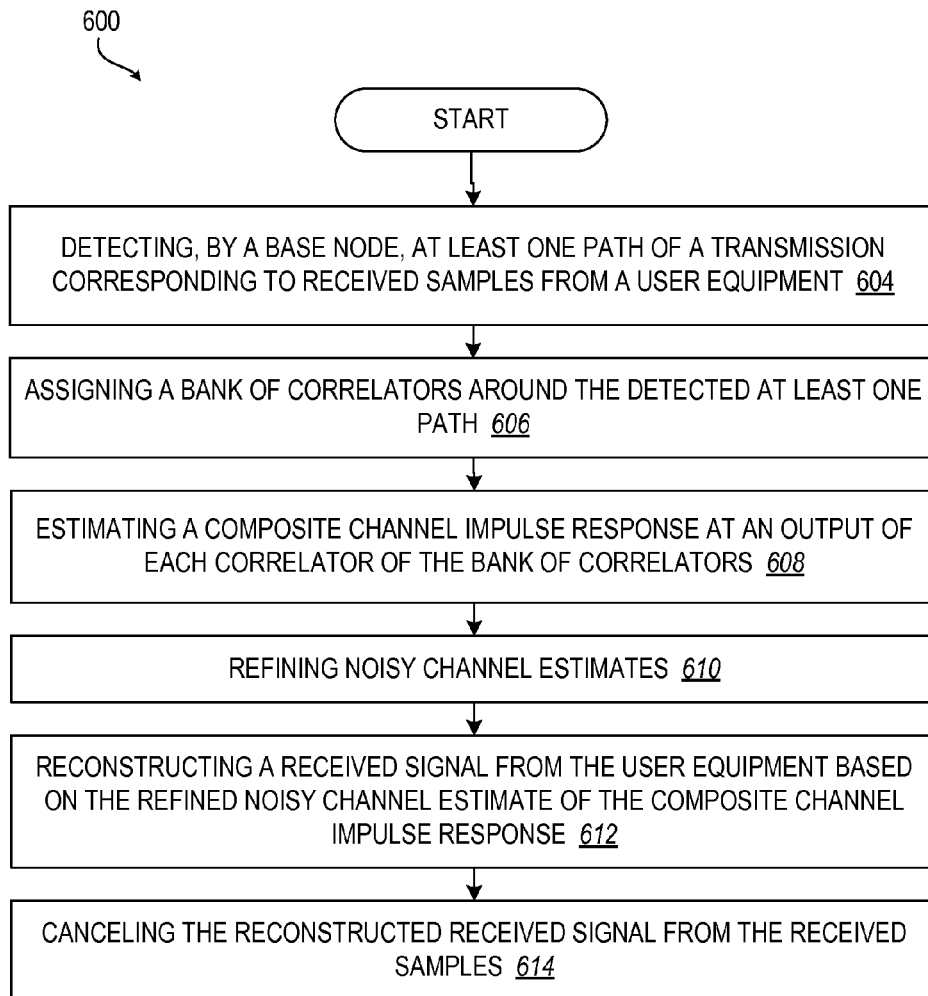 600
START
DETECTING, BY A BASE NODE, AT LEAST ONE PATH OF A TRANSMISSION
CORRESPONDING TO RECEIVED SAMPLES FROM A USER EQUIPMENT 604
ASSIGNING A BANK OF CORRELATORS AROUND THE DETECTED AT LEAST ONE
PATH 606
ESTIMATING A COMPOSITE CHANNEL IMPULSE RESPONSE AT AN OUTPUT OF
EACH CORRELATOR OF THE BANK OF CORRELATORS 608
REFINING NOISY CHANNEL ESTIMATES 610
RECONSTRUCTING A RECEIVED SIGNAL FROM THE USER EQUIPMENT BASED
ON THE REFINED NOISY CHANNEL ESTIMATE OF THE COMPOSITE CHANNEL
IMPULSE RESPONSE 612
CANCELING THE RECONSTRUCTED RECEIVED SIGNAL FROM THE RECEIVED
SAMPLES 614